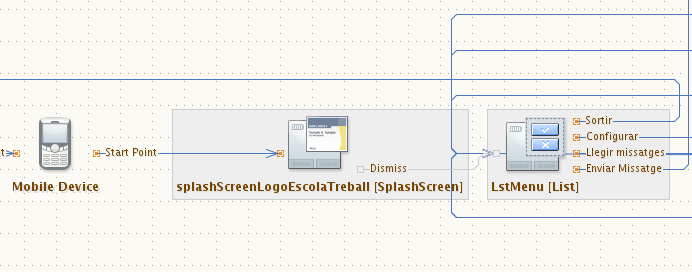 t
Mobile Device
Start Point
Dismiss
splashScreenLogoEscolaTreball [SplashScreen]
Sortir
Configurar
Llegir missatges
Enviar Missatge
LstMenu [List]